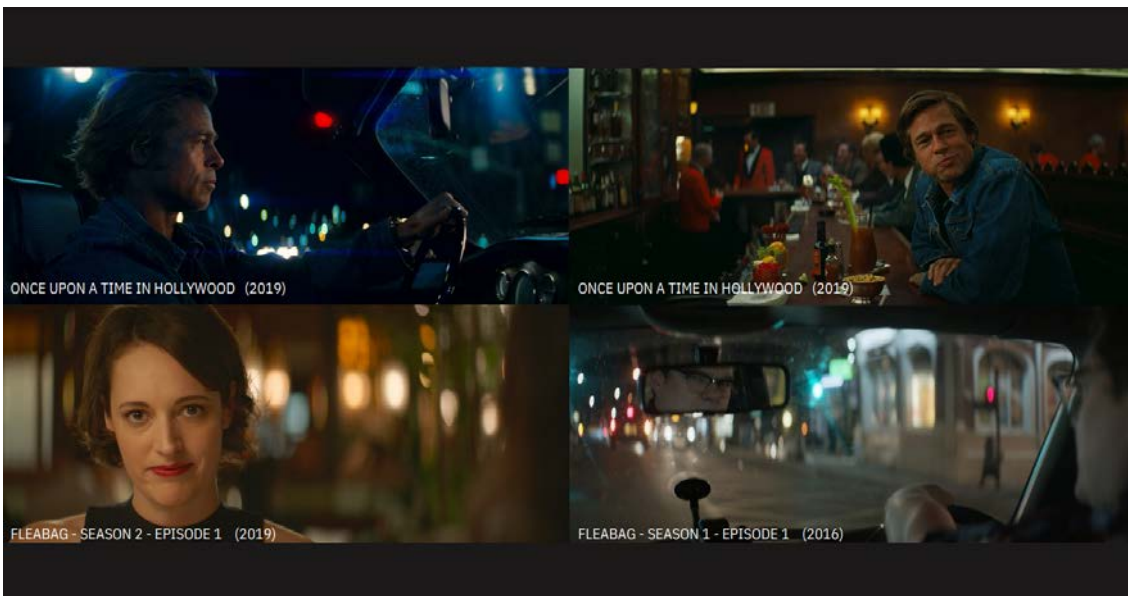 ONCE UPON A TIME IN HOLLYWOOD (2019)
ONCE UPON A TIME IN HOLLYWOOD (2019)
FLEABAG - SEASON 2 - EPISODE 1 (2019)
FLEABAG - SEASON 1 - EPISODE 1 (2016)